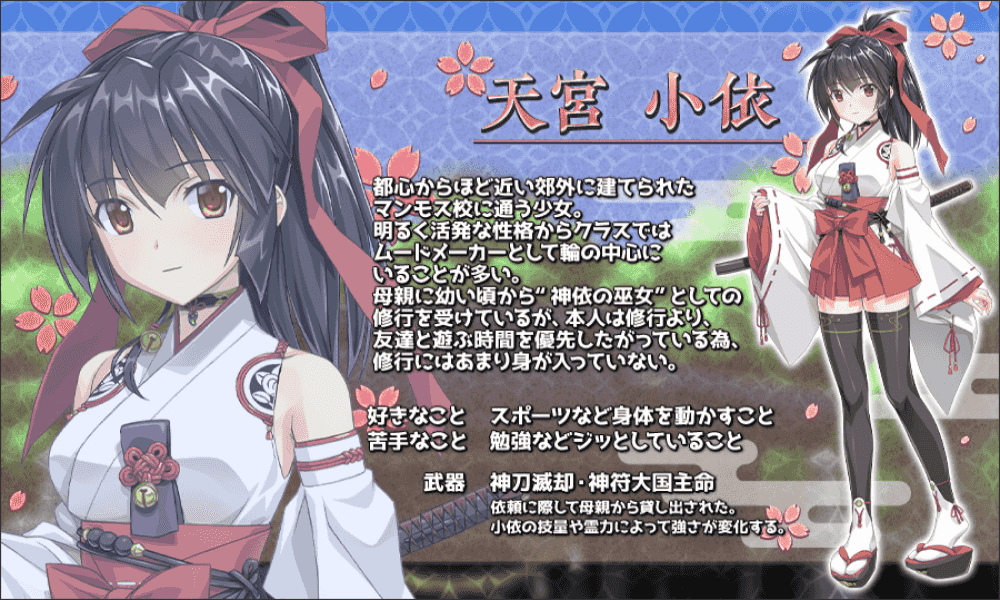 天宮 小依
都心からほど近い郊外に建てられた
マンモス校に通う少女。
明るく活発な性格からクラスでは
ムードメーカーとして輪の中心に
いることが多い。
母親に幼い頃から“神依の巫女”としての
修行を受けているが、本人は修行より、
友達と遊ぶ時間を優先したがっている為、
修行にはあまり身が入っていない。
好きなこと スポーツなど身体を動かすこと
苦手なこと 勉強などジッとしていること
武器 神刀滅却・神符大国主命
依頼に際して母親から貸し出された。
小依の技量や霊力によって強さが変化する。